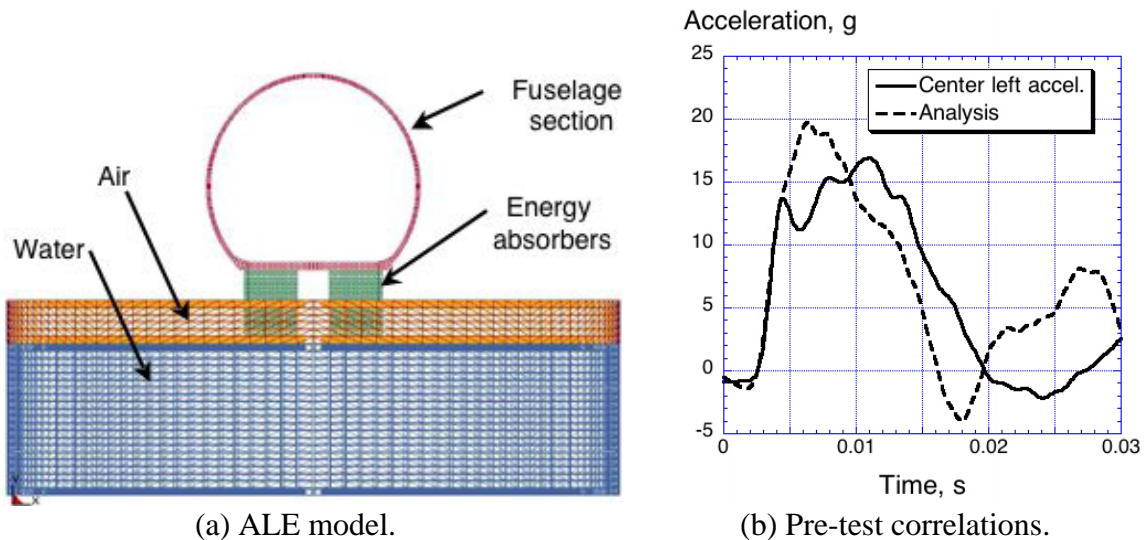 Fuselage
section
Air
Energy
absorbers
Water
Y
X
(a) ALE model.
Acceleration, g
25
20
15
10
5
0
-5
Center left accel.
Analysis
0
0.01
0.02
0.03
Time, s
(b) Pre-test correlations.